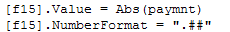 [f15].Value = Abs(paymnt)
[f15].NumberFormat = ".##"